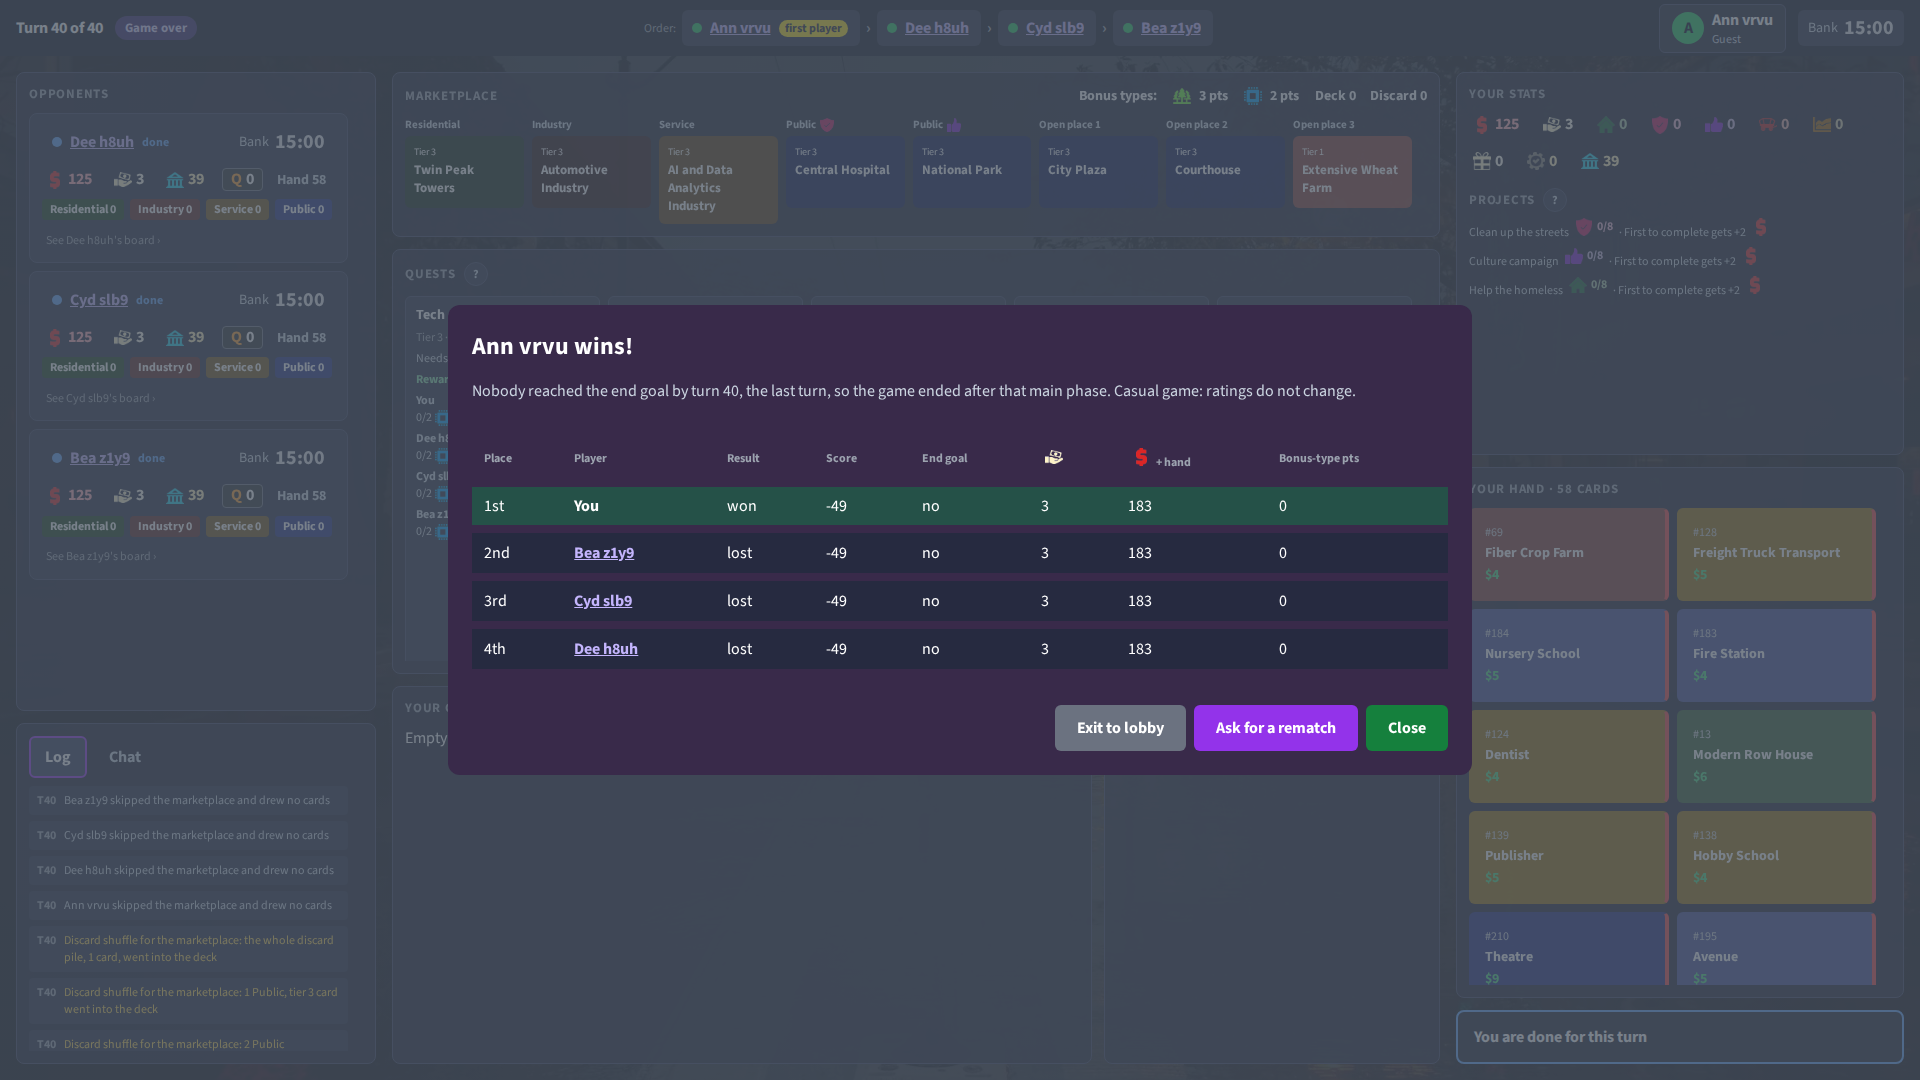 Turn 40 of 40 Game over
Order: Ann vrvu first player › Dee h8uh › Cyd slb9 › Bea z1y9
A Ann vrvu
Guest
Bank 15:00
OPPONENTS
Dee h8uh done Bank 15:00
125 3 39 Q 0 Hand 58
Residential 0 Industry 0 Service 0 Public 0
See Dee h8uh's board ›
Cyd slb9 done Bank 15:00
125 3 39 Q 0 Hand 58
Residential 0 Industry 0 Service 0 Public 0
See Cyd slb9's board ›
Bea z1y9 done Bank 15:00
125 3 39 Q 0 Hand 58
Residential 0 Industry 0 Service 0 Public 0
See Bea z1y9's board ›
Log Chat
T40 Bea z1y9 skipped the marketplace and drew no cards
T40 Cyd slb9 skipped the marketplace and drew no cards
T40 Dee h8uh skipped the marketplace and drew no cards
T40 Ann vrvu skipped the marketplace and drew no cards
T40 Discard shuffle for the marketplace: the whole discard
pile, 1 card, went into the deck
T40 Discard shuffle for the marketplace: 1 Public, tier 3 card
went into the deck
T40 Discard shuffle for the marketplace: 2 Public
MARKETPLACE
Bonus types: 3 pts 2 pts Deck 0 Discard 0
Residential
Tier 3
Twin Peak
Towers
Industry
Tier 3
Automotive
Industry
Service
Tier 3
AI and Data
Analytics
Industry
Public
Tier 3
Central Hospital
Public
Tier 3
National Park
Open place 1
Tier 3
City Plaza
Open place 2
Tier 3
Courthouse
Open place 3
Tier 1
Extensive Wheat
Farm
QUESTS ?
Tech
Tier 3
Needs
You
0/2
0/2
0/2
0/2
Empty
Ann vrvu wins!
Nobody reached the end goal by turn 40, the last turn, so the game ended after that main phase. Casual game: ratings do not change.
Place Player Result Score End goal + hand Bonus-type pts
1st You won -49 no 3 183 0
2nd Bea z1y9 lost -49 no 3 183 0
3rd Cyd slb9 lost -49 no 3 183 0
4th Dee h8uh lost -49 no 3 183 0
Exit to lobby Ask for a rematch Close
YOUR STATS
125 3 0 0 0 0 0
0 0 39
PROJECTS ?
Clean up the streets 0/8 · First to complete gets +2
Culture campaign 0/8 · First to complete gets +2
Help the homeless 0/8 · First to complete gets +2
YOUR HAND · 58 CARDS
#69
Fiber Crop Farm
$4
#128
Freight Truck Transport
$5
#184
Nursery School
$5
#183
Fire Station
$4
#124
Dentist
$4
#13
Modern Row House
$6
#139
Publisher
$5
#138
Hobby School
$4
#210
Theatre
$9
#195
Avenue
$5
You are done for this turn